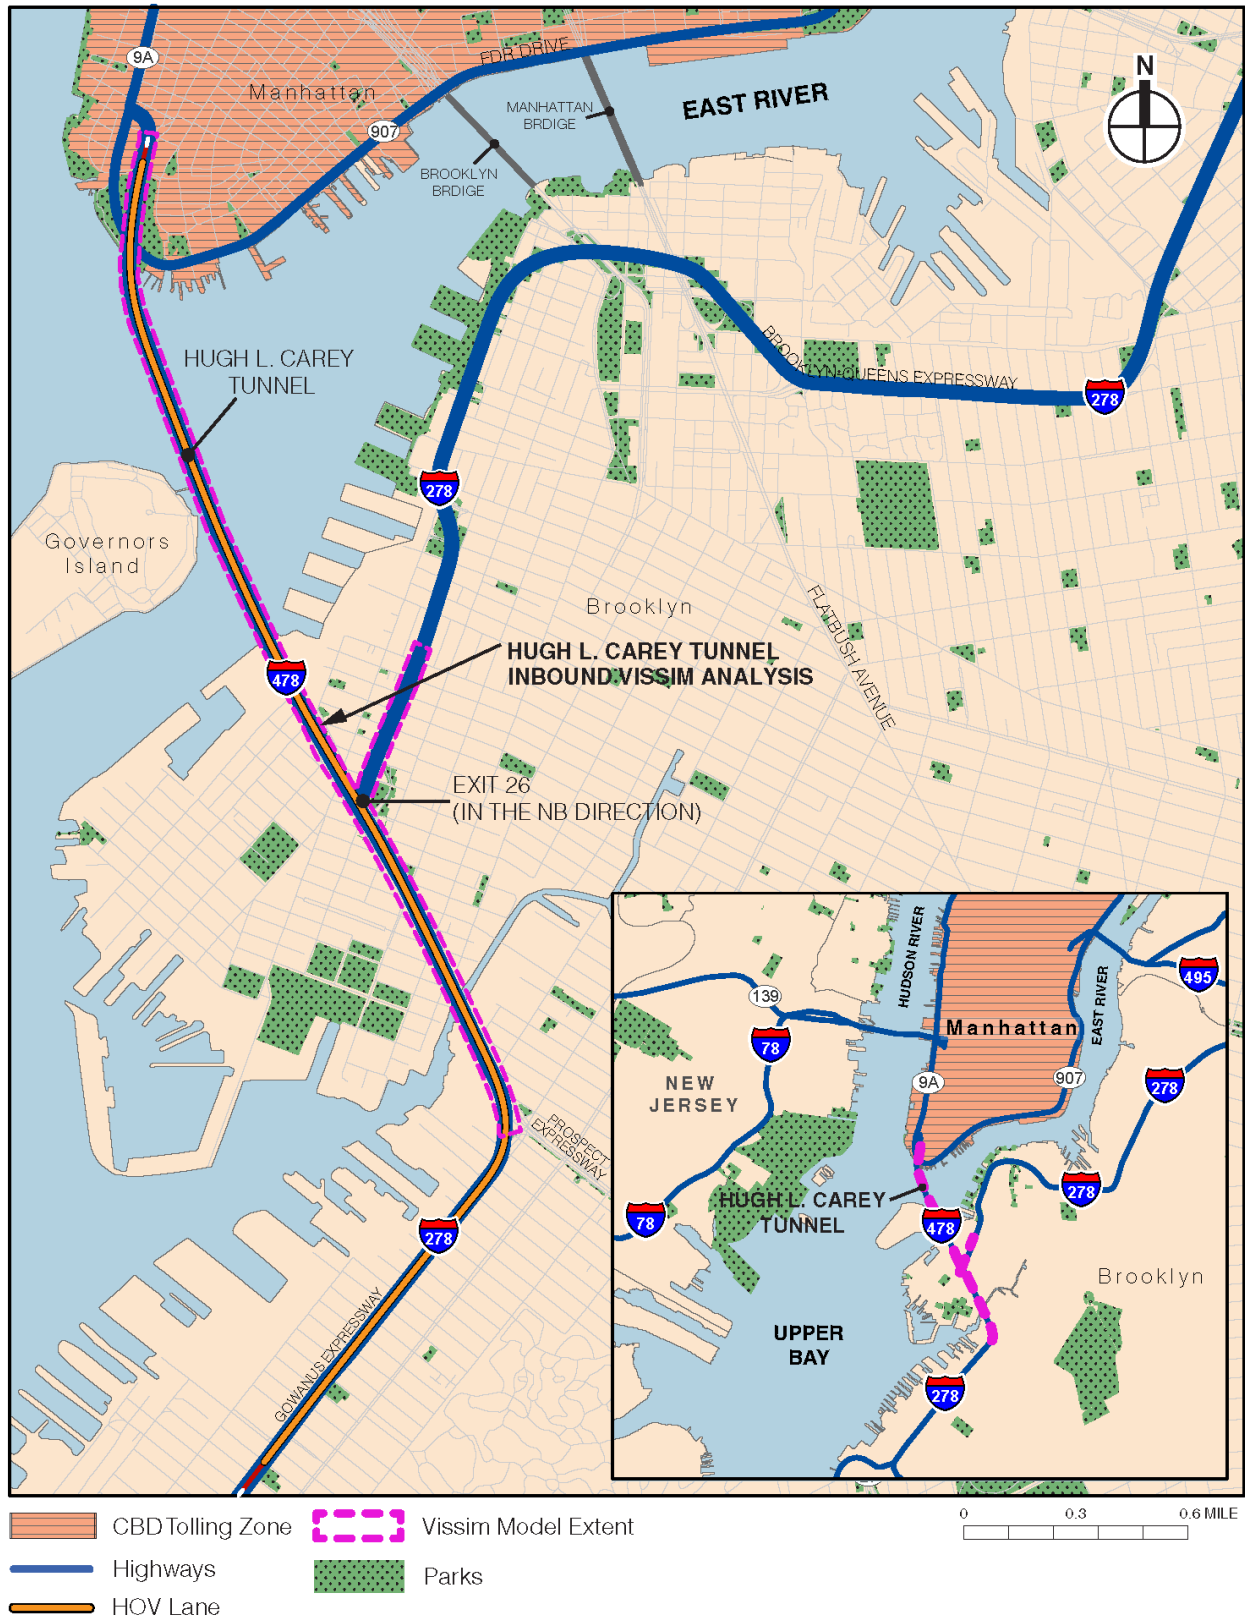 9A
FDR DRIVE
Manhattan
MANHATTAN
BRDIGE
EAST RIVER
N
907
BROOKLYN
BRDIGE
HUGH L. CAREY
TUNNEL
BROOKLYN-QUEENS EXPRESSWAY
278
278
Governors
Island
Brooklyn
FLATBUSH AVENUE
HUGH L. CAREY TUNNEL
INBOUND VISSIM ANALYSIS
478
EXIT 26
(IN THE NB DIRECTION)
PROSPECT
EXPRESSWAY
278
GOWANUS EXPRESSWAY
HUDSON RIVER
495
139
Manhattan
EAST RIVER
78
NEW
JERSEY
9A
907
278
HUGH L. CAREY
TUNNEL
278
78
478
Brooklyn
UPPER
BAY
278
CBD Tolling Zone
Vissim Model Extent
0 0.3 0.6 MILE
Highways
Parks
HOV Lane